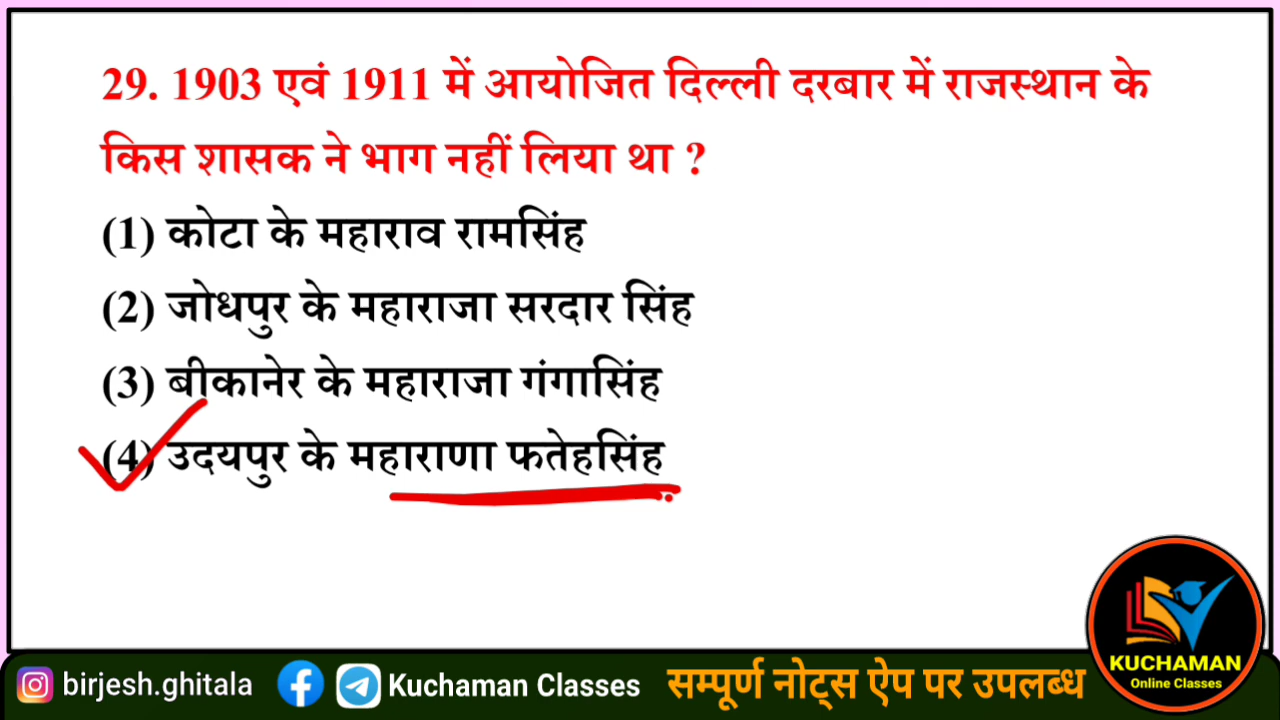 29. 1903 एवं 1911 में आयोजित दिल्ली दरबार में राजस्थान के
किस शासक ने भाग नहीं लिया था ?
(1) कोटा के महाराव रामसिंह
(2) जोधपुर के महाराजा सरदार सिंह
(3) बीकानेर के महाराजा गंगासिंह
(4) उदयपुर के महाराणा फतेहसिंह
KUCHAMAN
Online Classes
birjesh.ghitala Kuchaman Classes सम्पूर्ण नोट्स ऐप पर उपलब्ध